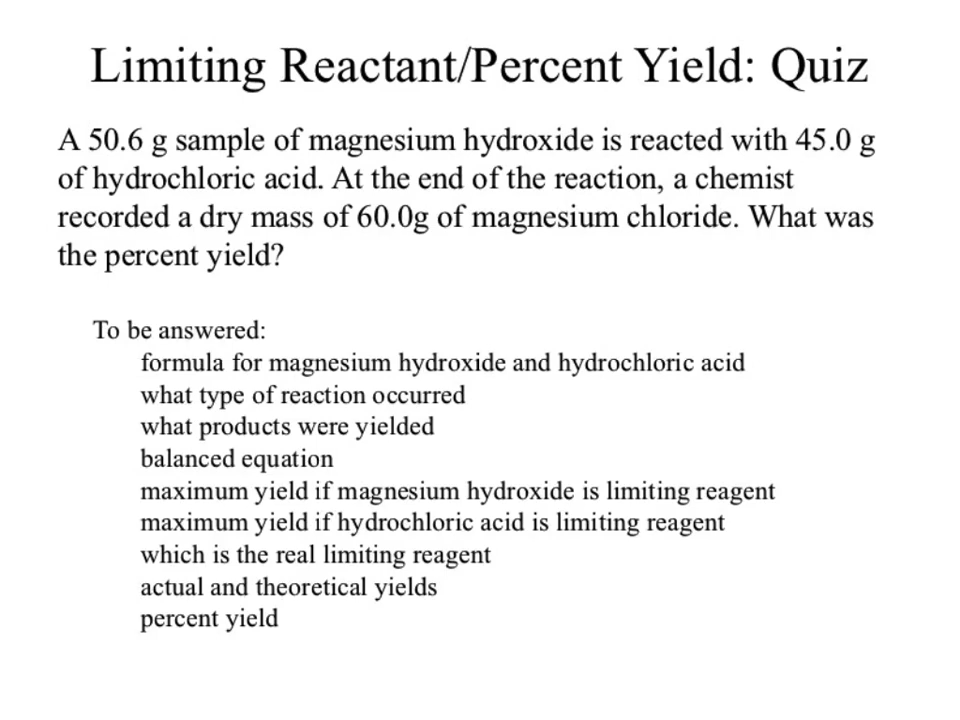 Limiting Reactant/Percent Yield: Quiz
A 50.6 g sample of magnesium hydroxide is reacted with 45.0 g
of hydrochloric acid. At the end of the reaction, a chemist
recorded a dry mass of 60.0g of magnesium chloride. What was
the percent yield?
To be answered:
formula for magnesium hydroxide and hydrochloric acid
what type of reaction occurred
what products were yielded
balanced equation
maximum yield if magnesium hydroxide is limiting reagent
maximum yield if hydrochloric acid is limiting reagent
which is the real limiting reagent
actual and theoretical yields
percent yield